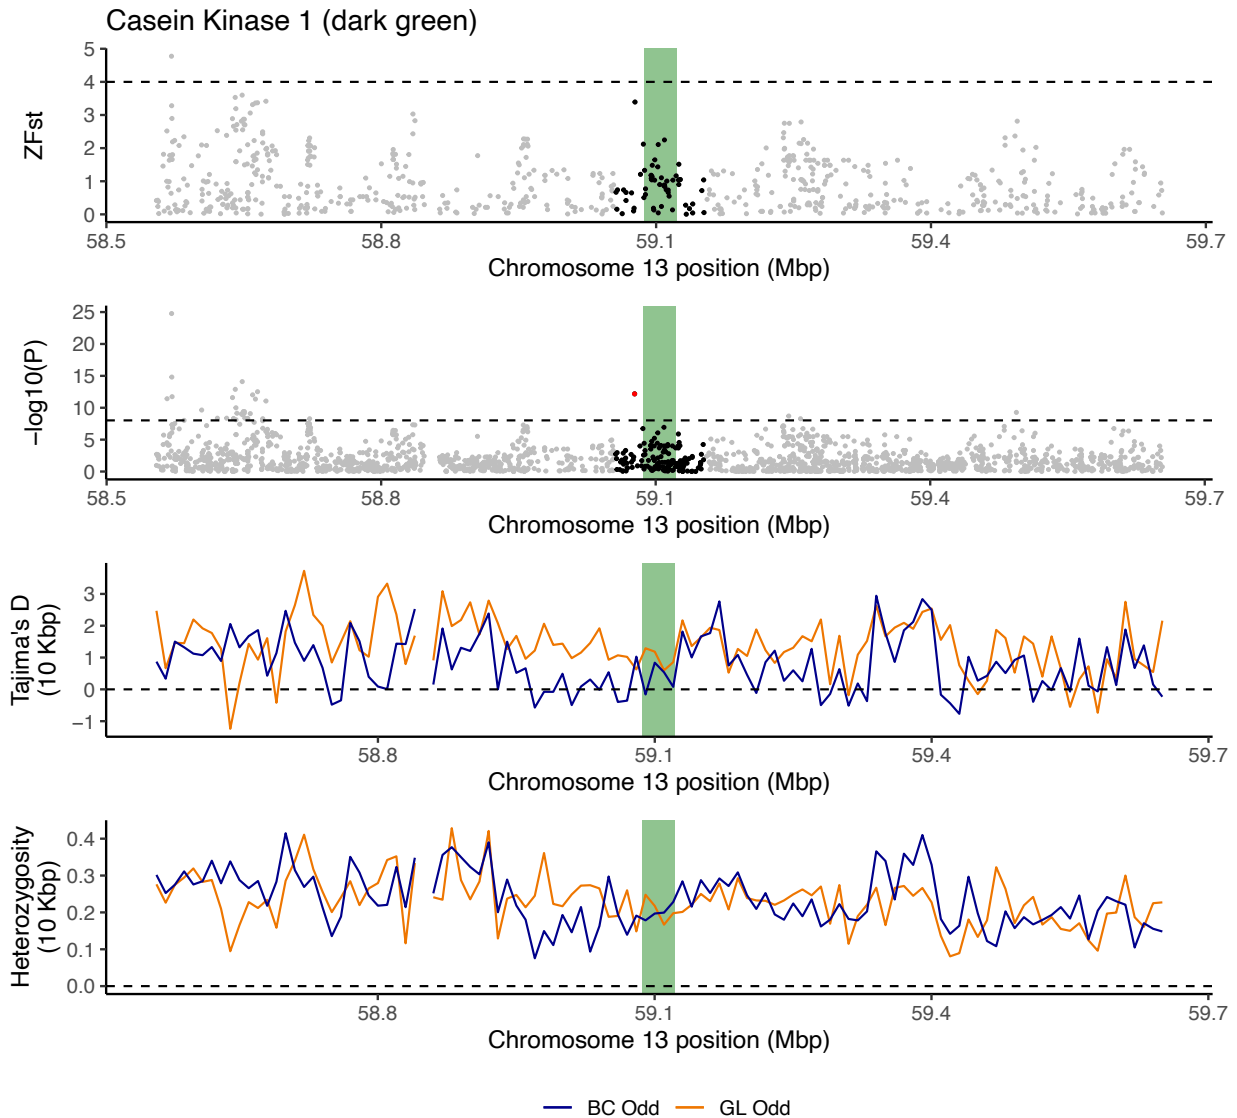 Casein Kinase 1 (dark green)
ZFst
5
4
3
2
1
0
58.5 58.8 59.1 59.4 59.7
Chromosome 13 position (Mbp)
−log10(P)
25
20
15
10
5
0
58.5 58.8 59.1 59.4 59.7
Chromosome 13 position (Mbp)
Tajima's D
(10 Kbp)
3
2
1
0
−1
58.8 59.1 59.4 59.7
Chromosome 13 position (Mbp)
Heterozygosity
(10 Kbp)
0.4
0.3
0.2
0.1
0.0
58.8 59.1 59.4 59.7
Chromosome 13 position (Mbp)
BC Odd GL Odd